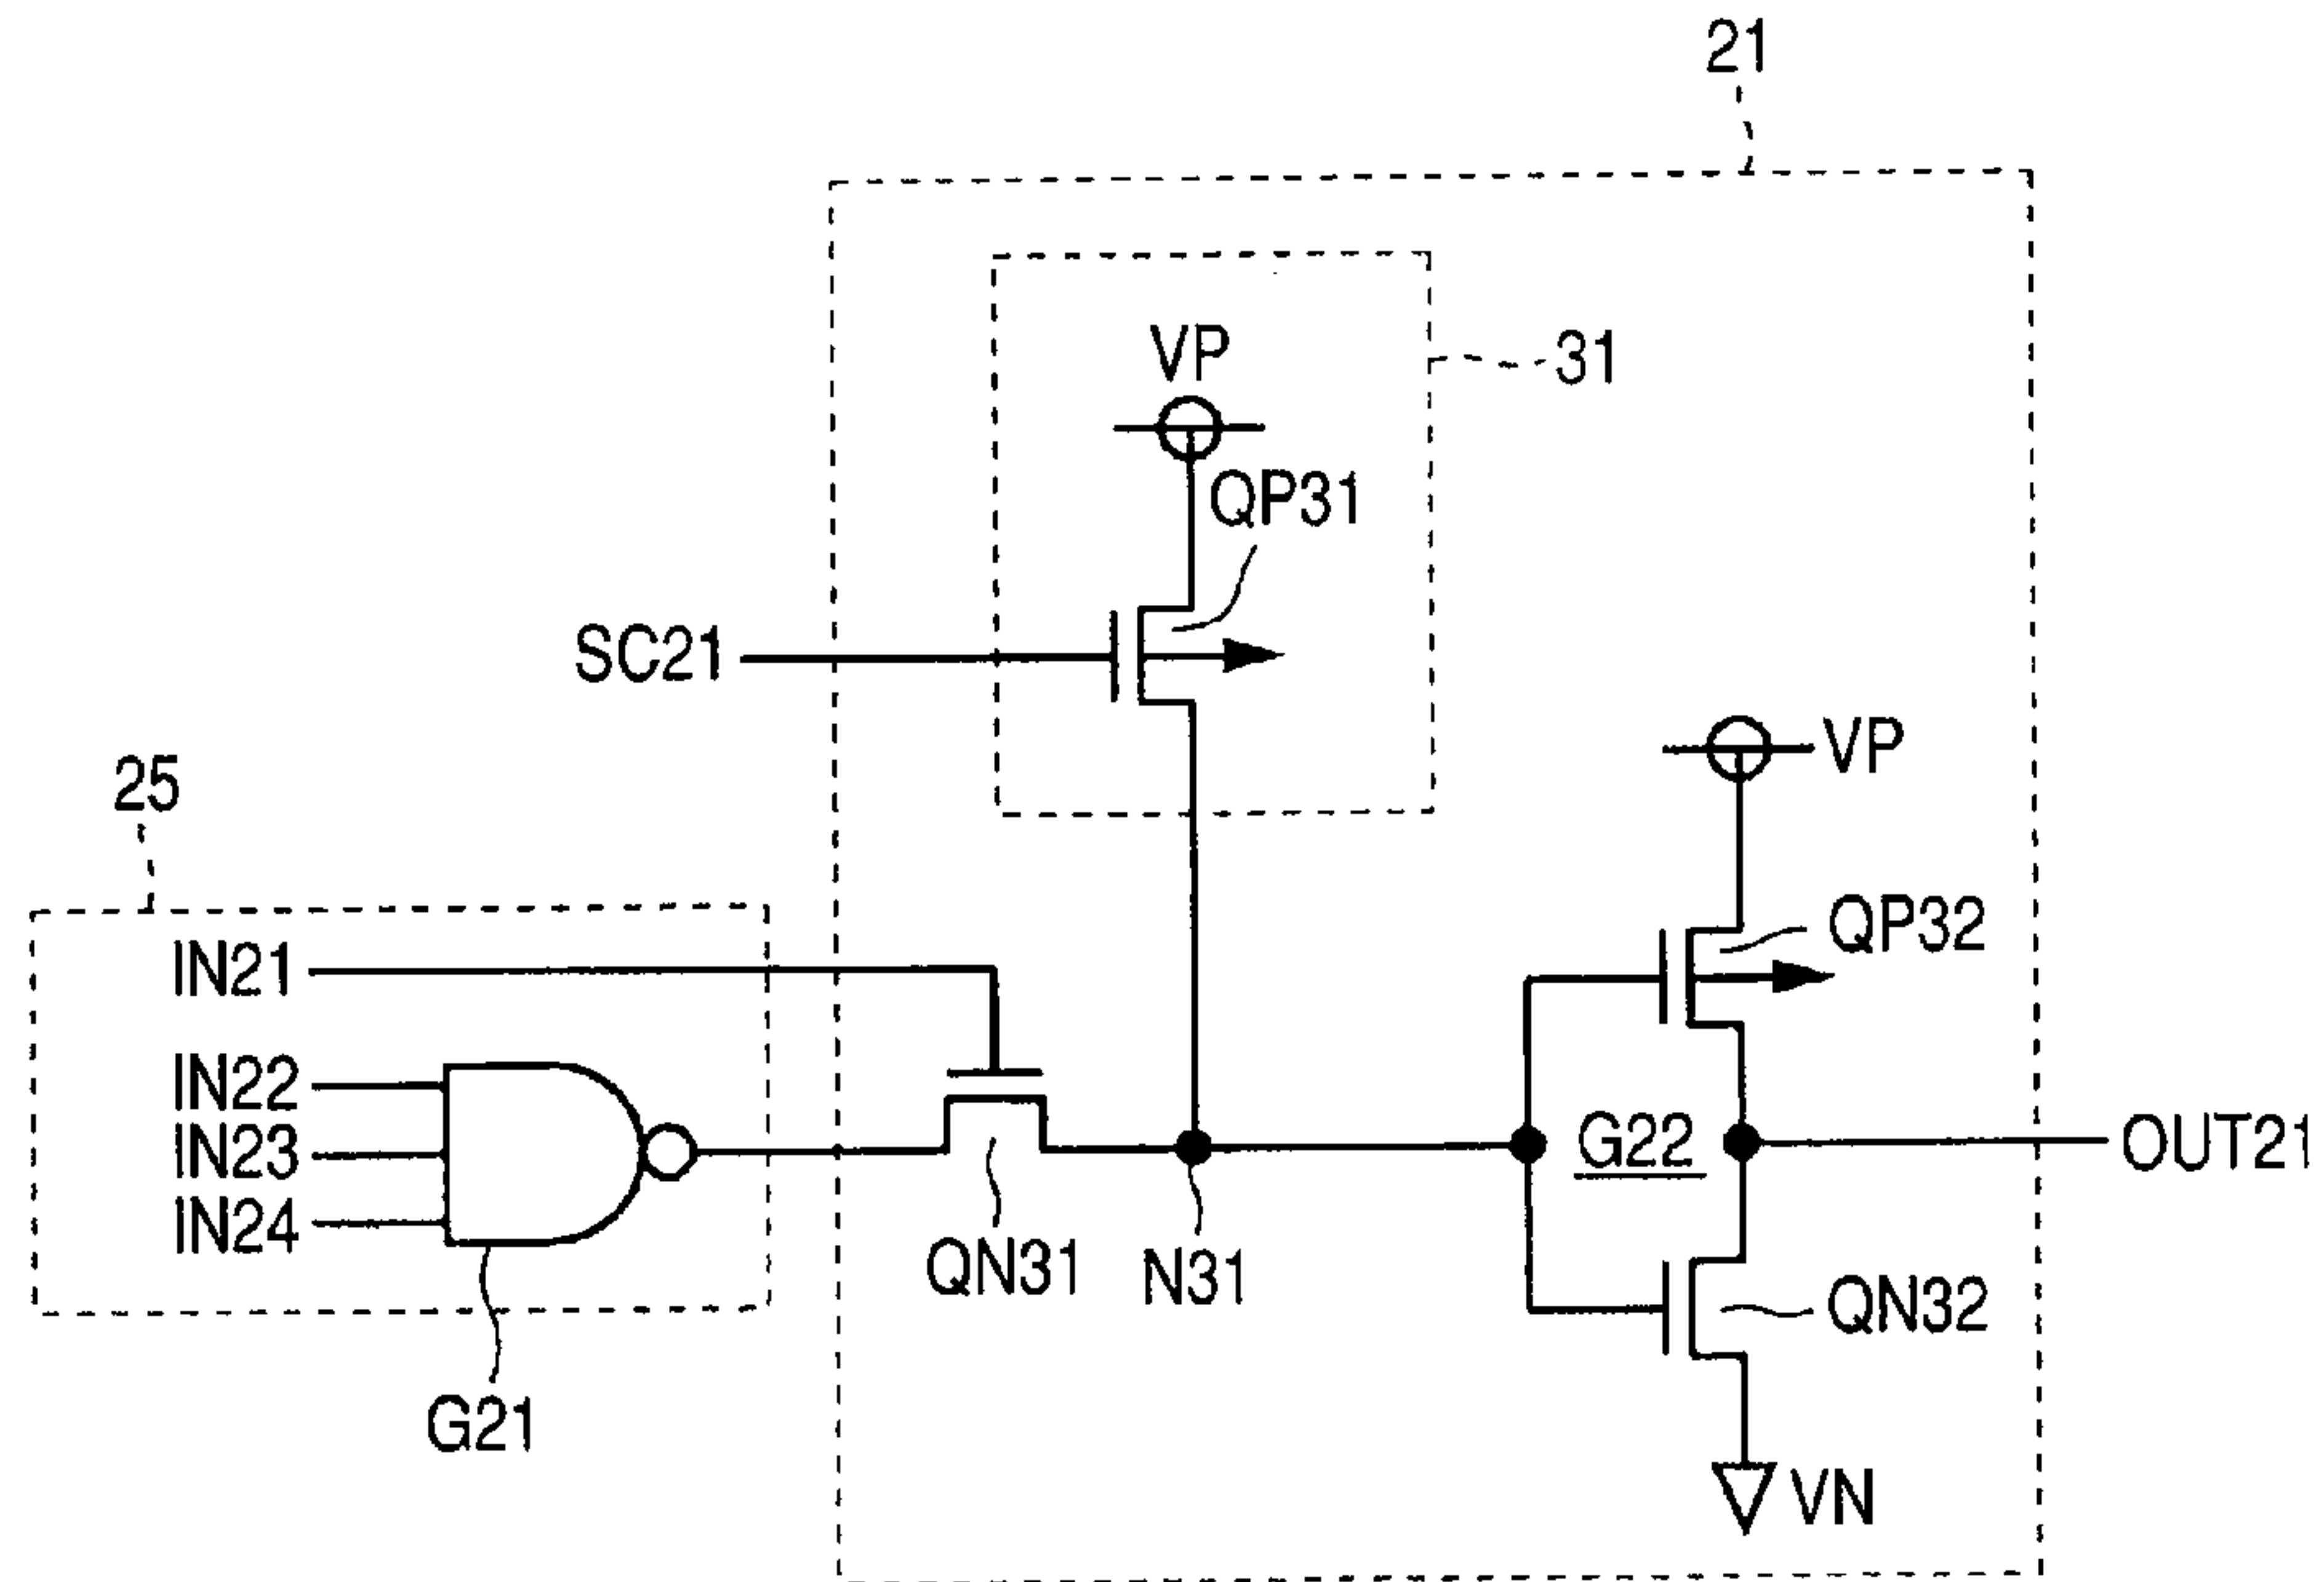 21
VP
31
QP31
SC21
VP
25
QP32
IN21
IN22
IN23
IN24
G22
OUT21
QN31
N31
QN32
G21
VN